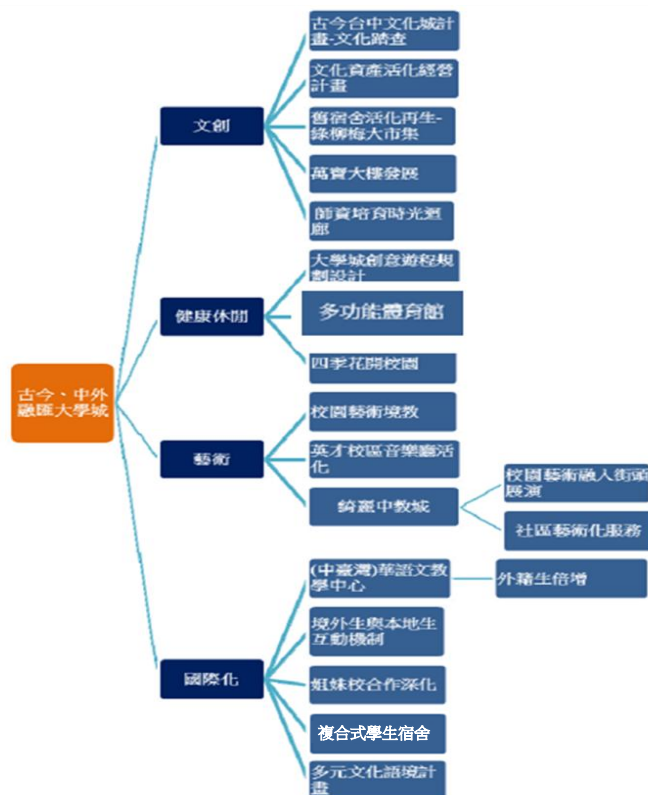 古今台中文化城計
畫-文化踏查
文化資產活化經營
計畫
文創
舊宿舍活化再生-
綠柳梅大市集
萬寶大樓發展
師資培育時光迴
廊
大學城創意遊程規
劃設計
健康休閒
多功能體育館
四季花開校園
古今、中外
融匯大學城
校園藝術境教
藝術
英才校區音樂廳活
化
綺麗中教城
校園藝術融入街頭
展演
社區藝術化服務
(中臺灣)華語文教
學中心
外籍生倍增
境外生與本地生
互動機制
國際化
姐妹校合作深化
複合式學生宿舍
多元文化語境計
畫